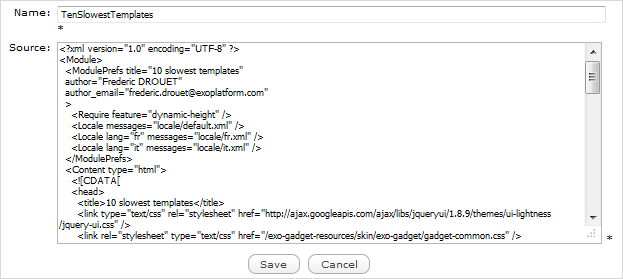 Name: TenSlowestTemplates
*
Source: <?xml version="1.0" encoding="UTF-8" ?>
<Module>
<ModulePrefs title="10 slowest templates"
author="Frederic DROUET"
author_email="frederic.drouet@exoplatform.com"
>
<Require feature="dynamic-height" />
<Locale messages="locale/default.xml" />
<Locale lang="fr" messages="locale/fr.xml" />
<Locale lang="it" messages="locale/it.xml" />
</ModulePrefs>
<Content type="html">
<![CDATA[
<head>
<title>10 slowest templates</title>
<link type="text/css" rel="stylesheet" href="http://ajax.googleapis.com/ajax/libs/jqueryui/1.8.9/themes/ui-lightness
/jquery-ui.css" />
<link rel="stylesheet" type="text/css" href="/exo-gadget-resources/skin/exo-gadget/gadget-common.css" />
*
Save Cancel